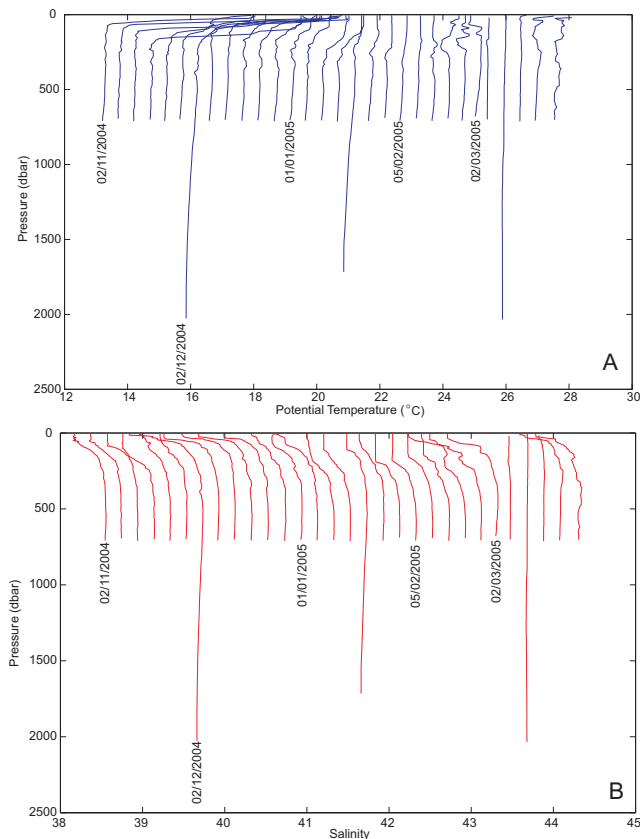 0
500
1000
1500
2000
2500
Pressure (dbar)
02/11/2004
01/01/2005
05/02/2005
02/03/2005
02/12/2004
A
12 14 16 18 20 22 24 26 28 30
Potential Temperature (°C)
0
500
1000
1500
2000
2500
Pressure (dbar)
02/11/2004
01/01/2005
05/02/2005
02/03/2005
02/12/2004
B
38 39 40 41 42 43 44 45
Salinity